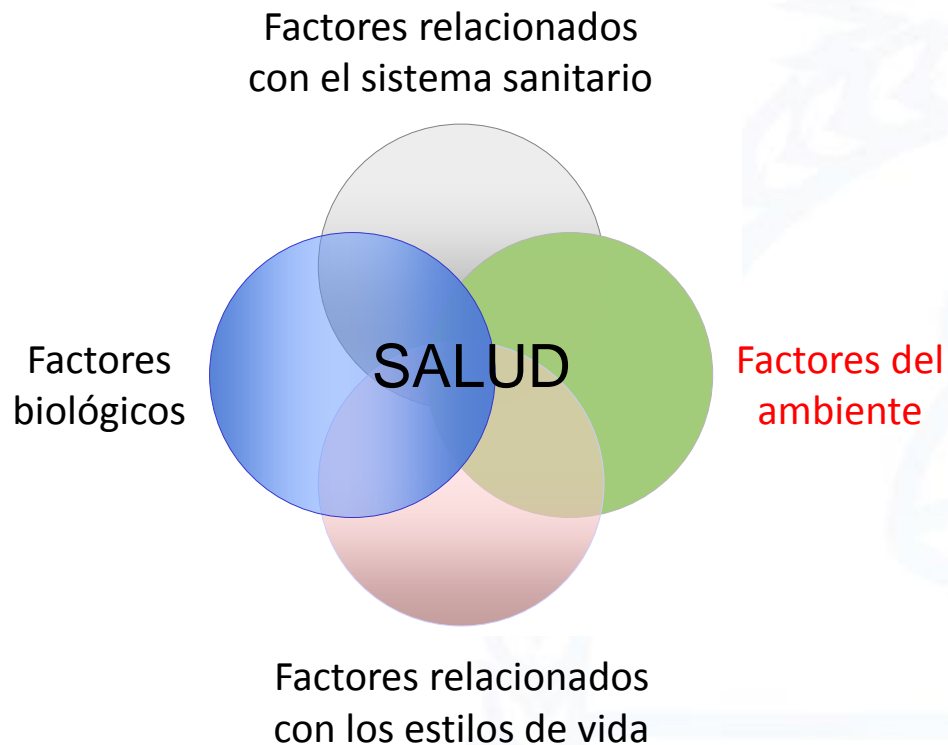 Factores relacionados
con el sistema sanitario
Factores
biológicos
SALUD
Factores del
ambiente
Factores relacionados
con los estilos de vida